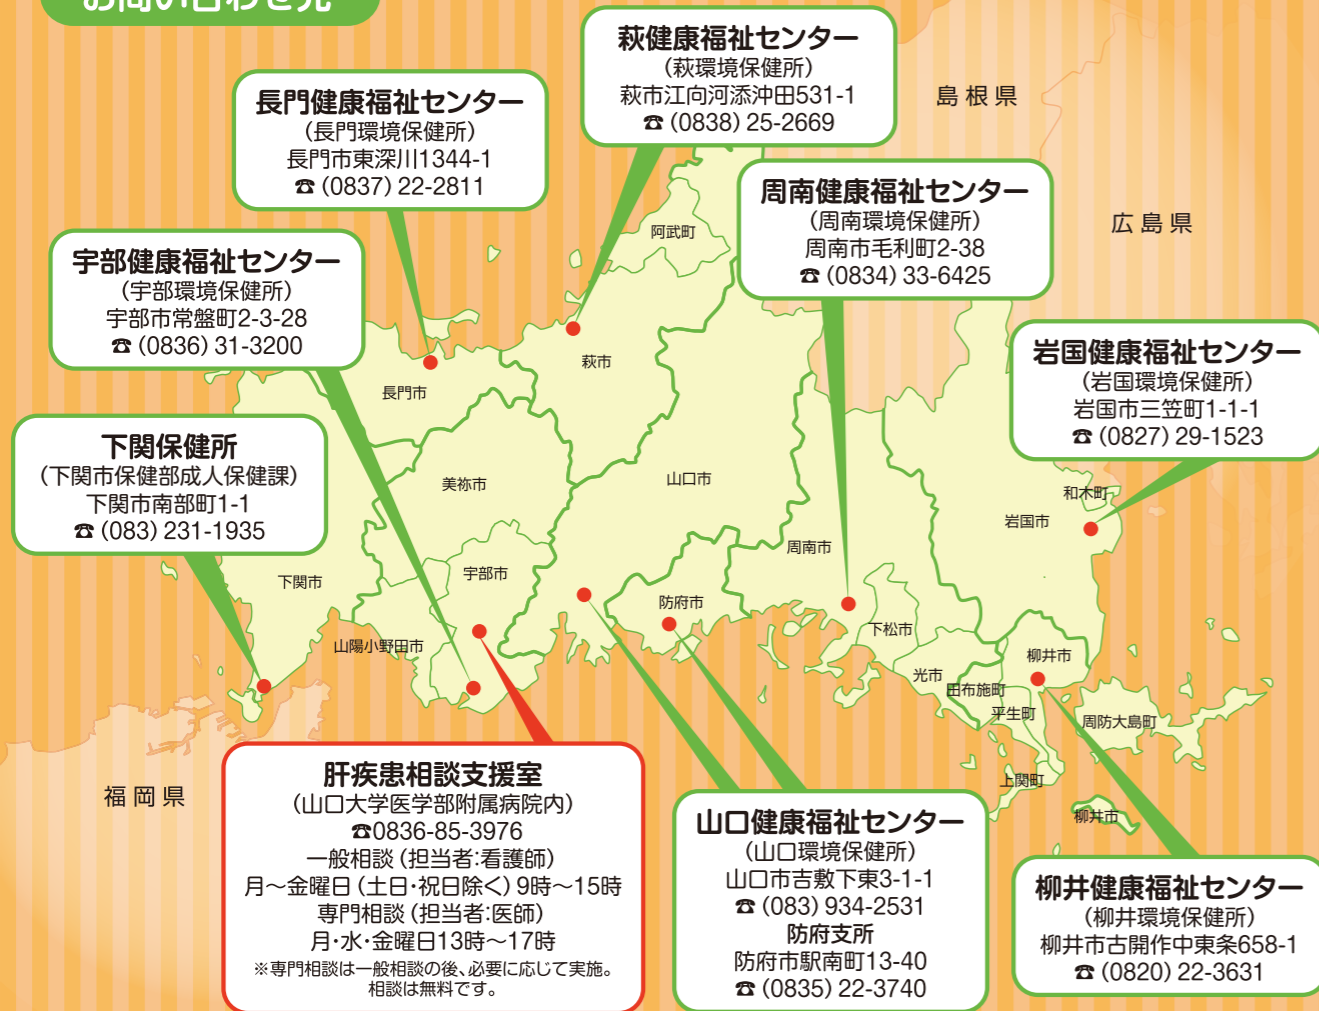 お問い合わせ先
萩健康福祉センター
(萩環境保健所)
萩市江向河添沖田531-1
☎(0838)25-2669
島根県
長門健康福祉センター
(長門環境保健所)
長門市東深川1344-1
☎(0837)22-2811
周南健康福祉センター
(周南環境保健所)
周南市毛利町2-38
☎(0834)33-6425
広島県
阿武町
宇部健康福祉センター
(宇部環境保健所)
宇部市常盤町2-3-28
☎(0836)31-3200
岩国健康福祉センター
(岩国環境保健所)
岩国市三笠町1-1-1
☎(0827)29-1523
萩市
長門市
下関保健所
(下関市保健部成人保健課)
下関市南部町1-1
☎(083)231-1935
美祢市
山口市
和木町
岩国市
周南市
下関市
宇部市
防府市
下松市
山陽小野田市
柳井市
光市
田布施町
平生町
周防大島町
上関町
柳井市
福岡県
肝疾患相談支援室
(山口大学医学部附属病院内)
☎0836-85-3976
一般相談(担当者:看護師)
月〜金曜日(土日・祝日除く)9時〜15時
専門相談(担当者:医師)
月・水・金曜日13時〜17時
※専門相談は一般相談の後、必要に応じて実施。
相談は無料です。
山口健康福祉センター
(山口環境保健所)
山口市吉敷下東3-1-1
☎(083)934-2531
防府支所
防府市駅南町13-40
☎(0835)22-3740
柳井健康福祉センター
(柳井環境保健所)
柳井市古開作中東条658-1
☎(0820)22-3631